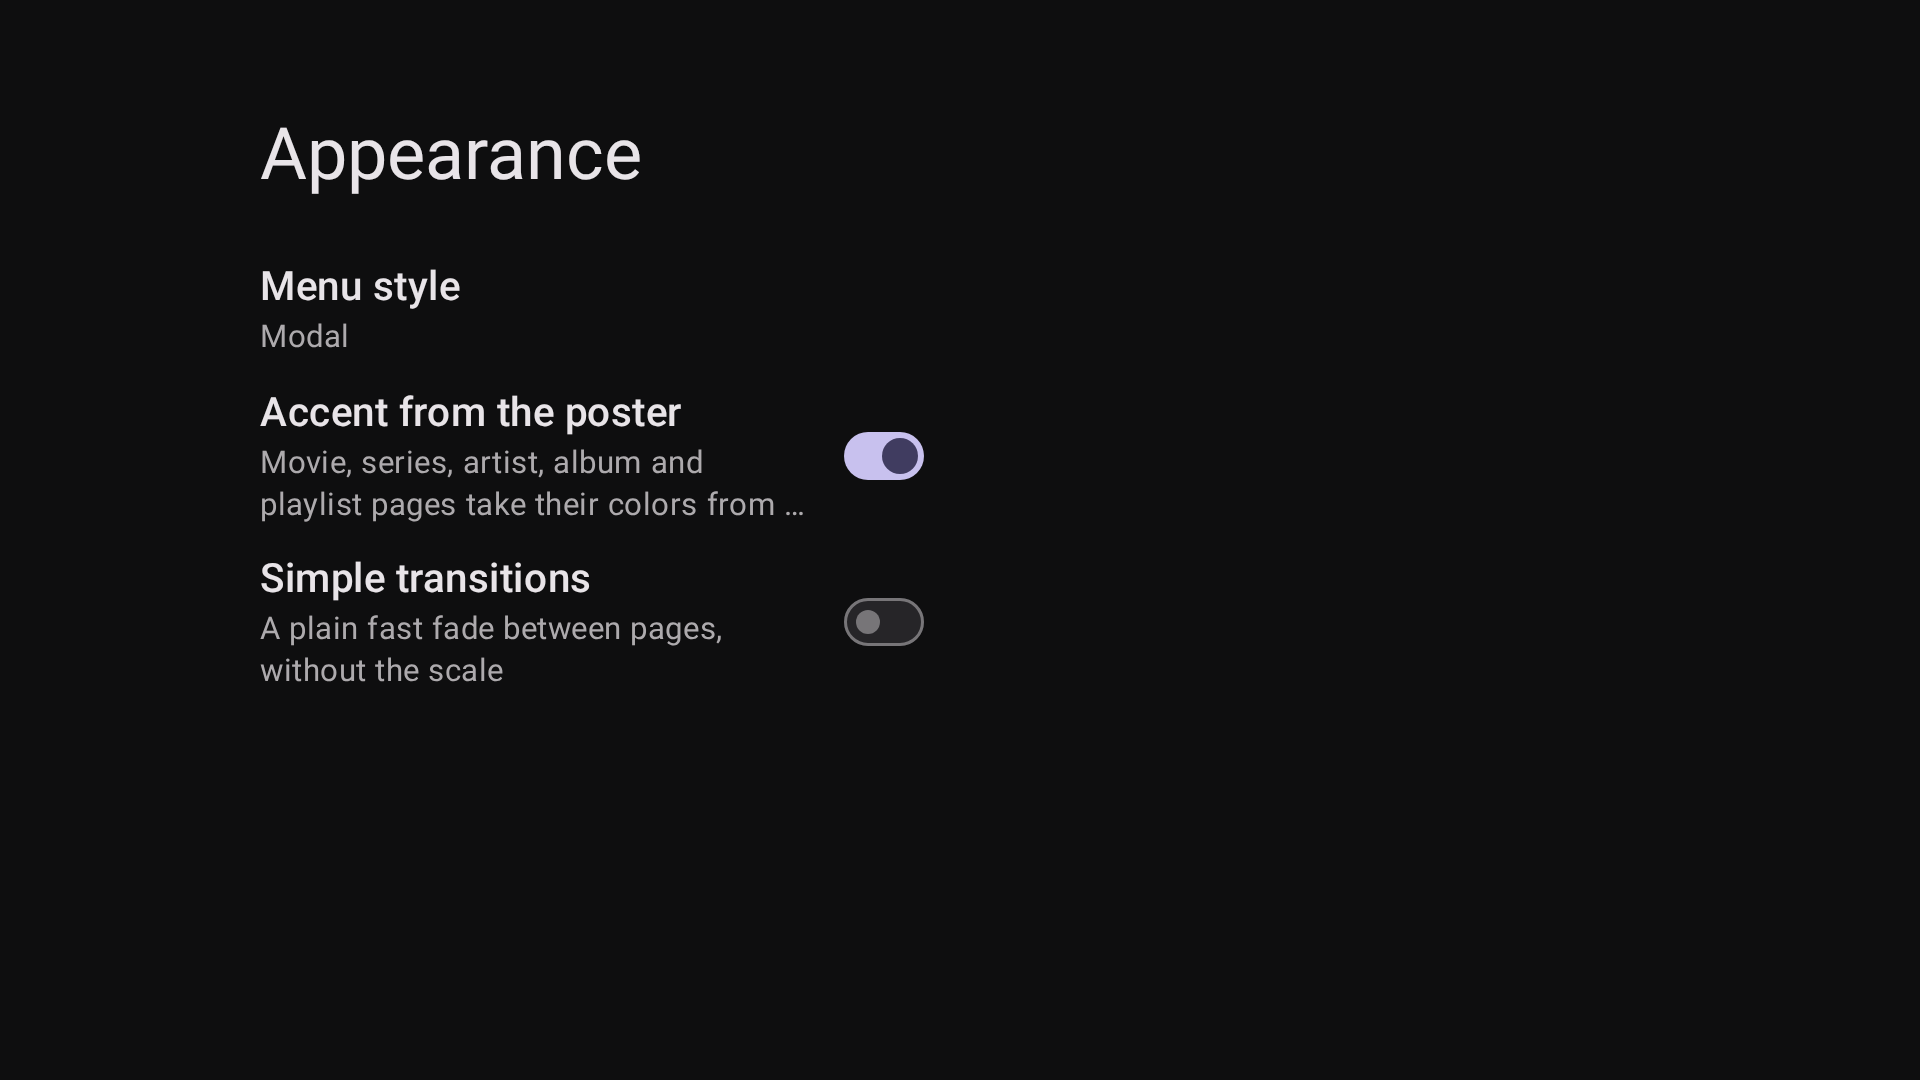 Appearance
Menu style
Modal
Accent from the poster
Movie, series, artist, album and
playlist pages take their colors from …
Simple transitions
A plain fast fade between pages,
without the scale